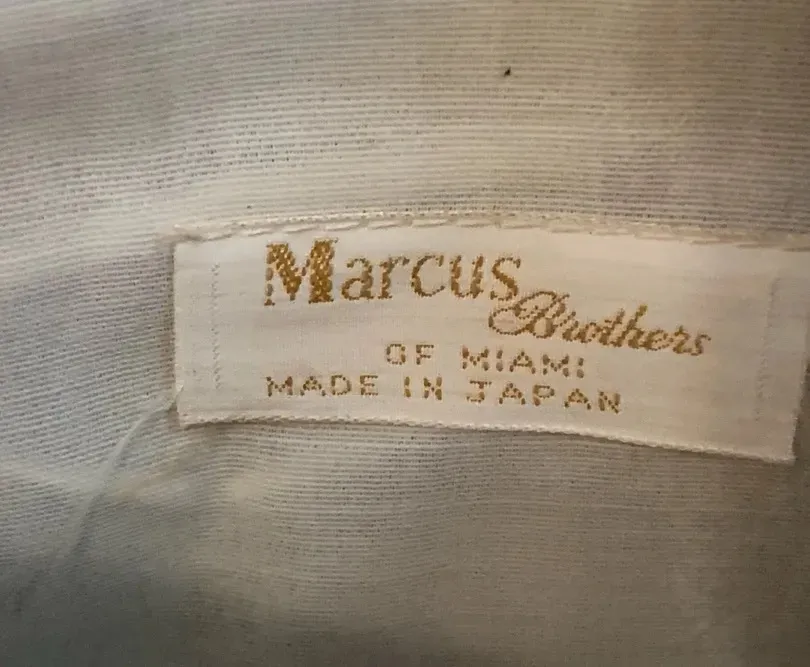 Marcus
Brothers
OF MIAMI
MADE IN JAPAN